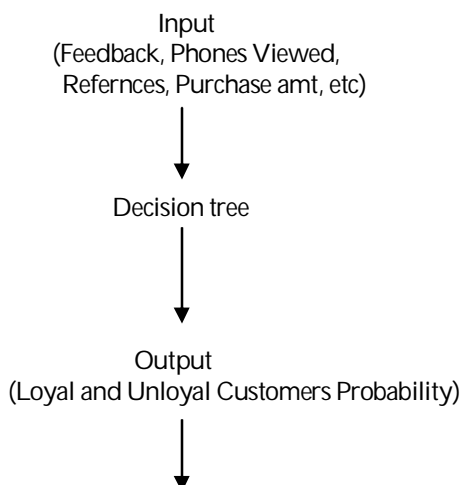 Input
(Feedback, Phones Viewed,
Refernces, Purchase amt, etc)
Decision tree
Output
(Loyal and Unloyal Customers Probability)